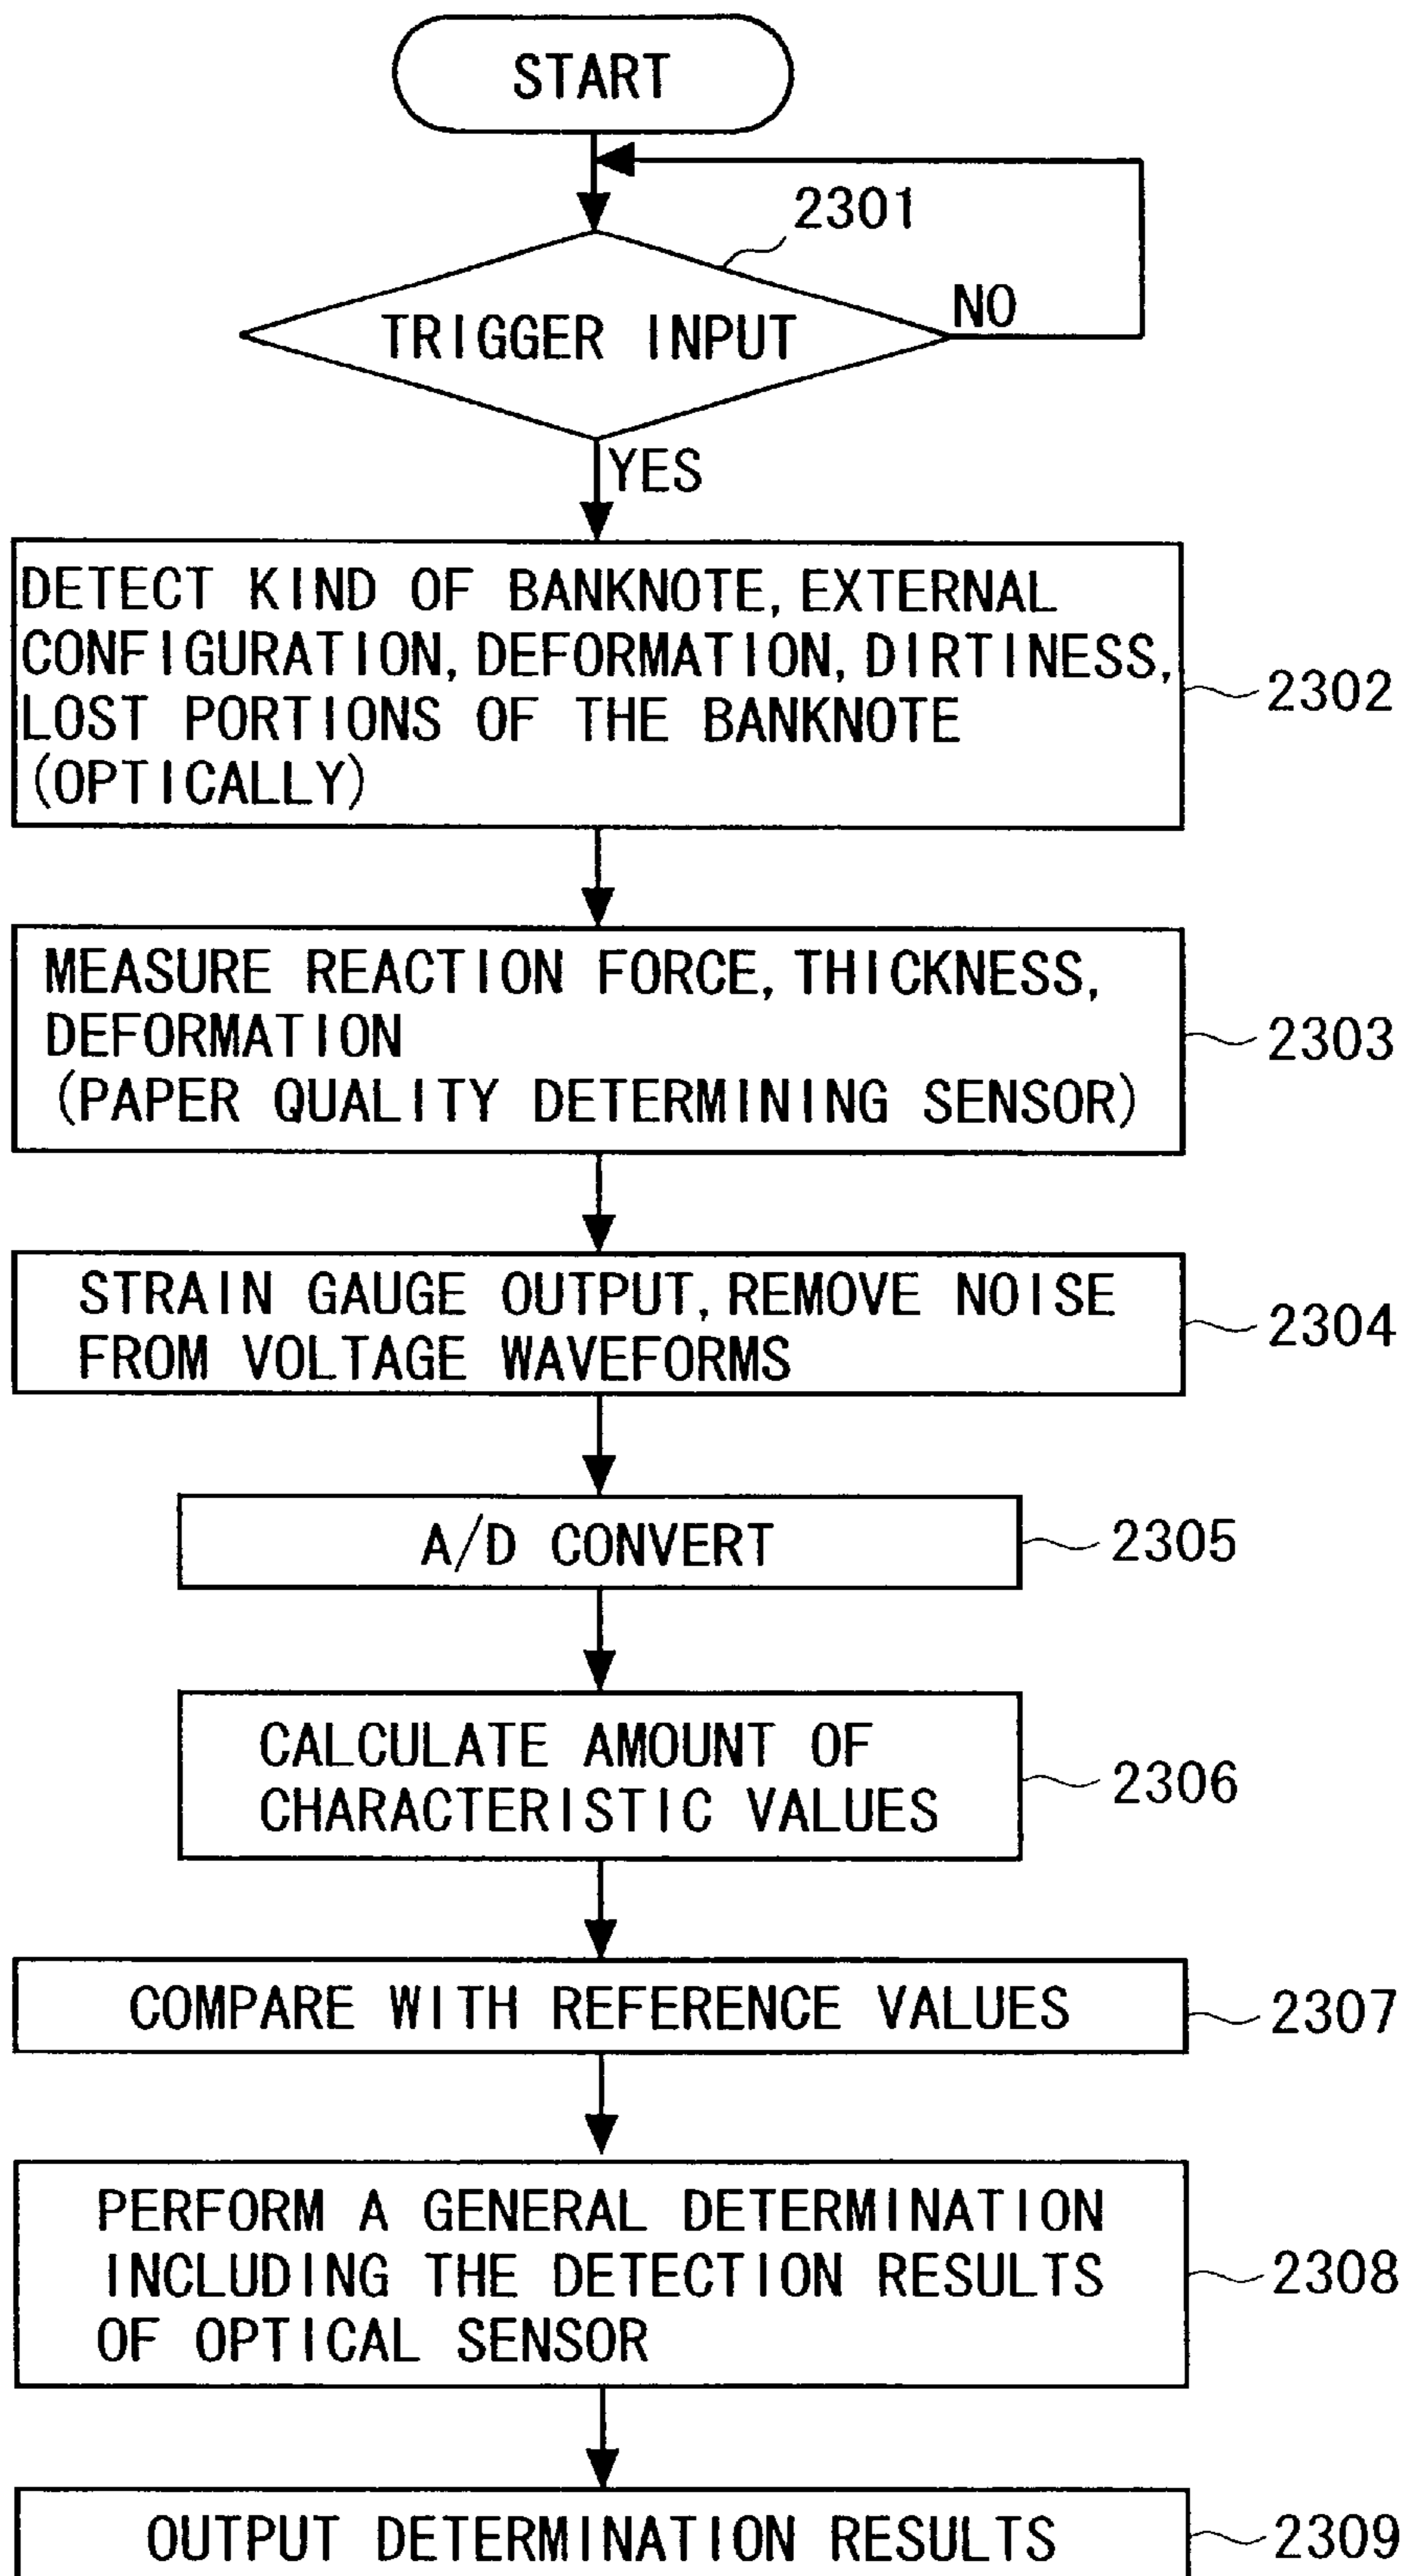 START
2301
TRIGGER INPUT
NO
YES
DETECT KIND OF BANKNOTE, EXTERNAL
CONFIGURATION, DEFORMATION, DIRTINESS,
LOST PORTIONS OF THE BANKNOTE
(OPTICALLY)
2302
MEASURE REACTION FORCE, THICKNESS,
DEFORMATION
(PAPER QUALITY DETERMINING SENSOR)
2303
STRAIN GAUGE OUTPUT, REMOVE NOISE
FROM VOLTAGE WAVEFORMS
2304
A/D CONVERT
2305
CALCULATE AMOUNT OF
CHARACTERISTIC VALUES
2306
COMPARE WITH REFERENCE VALUES
2307
PERFORM A GENERAL DETERMINATION
INCLUDING THE DETECTION RESULTS
OF OPTICAL SENSOR
2308
OUTPUT DETERMINATION RESULTS
2309